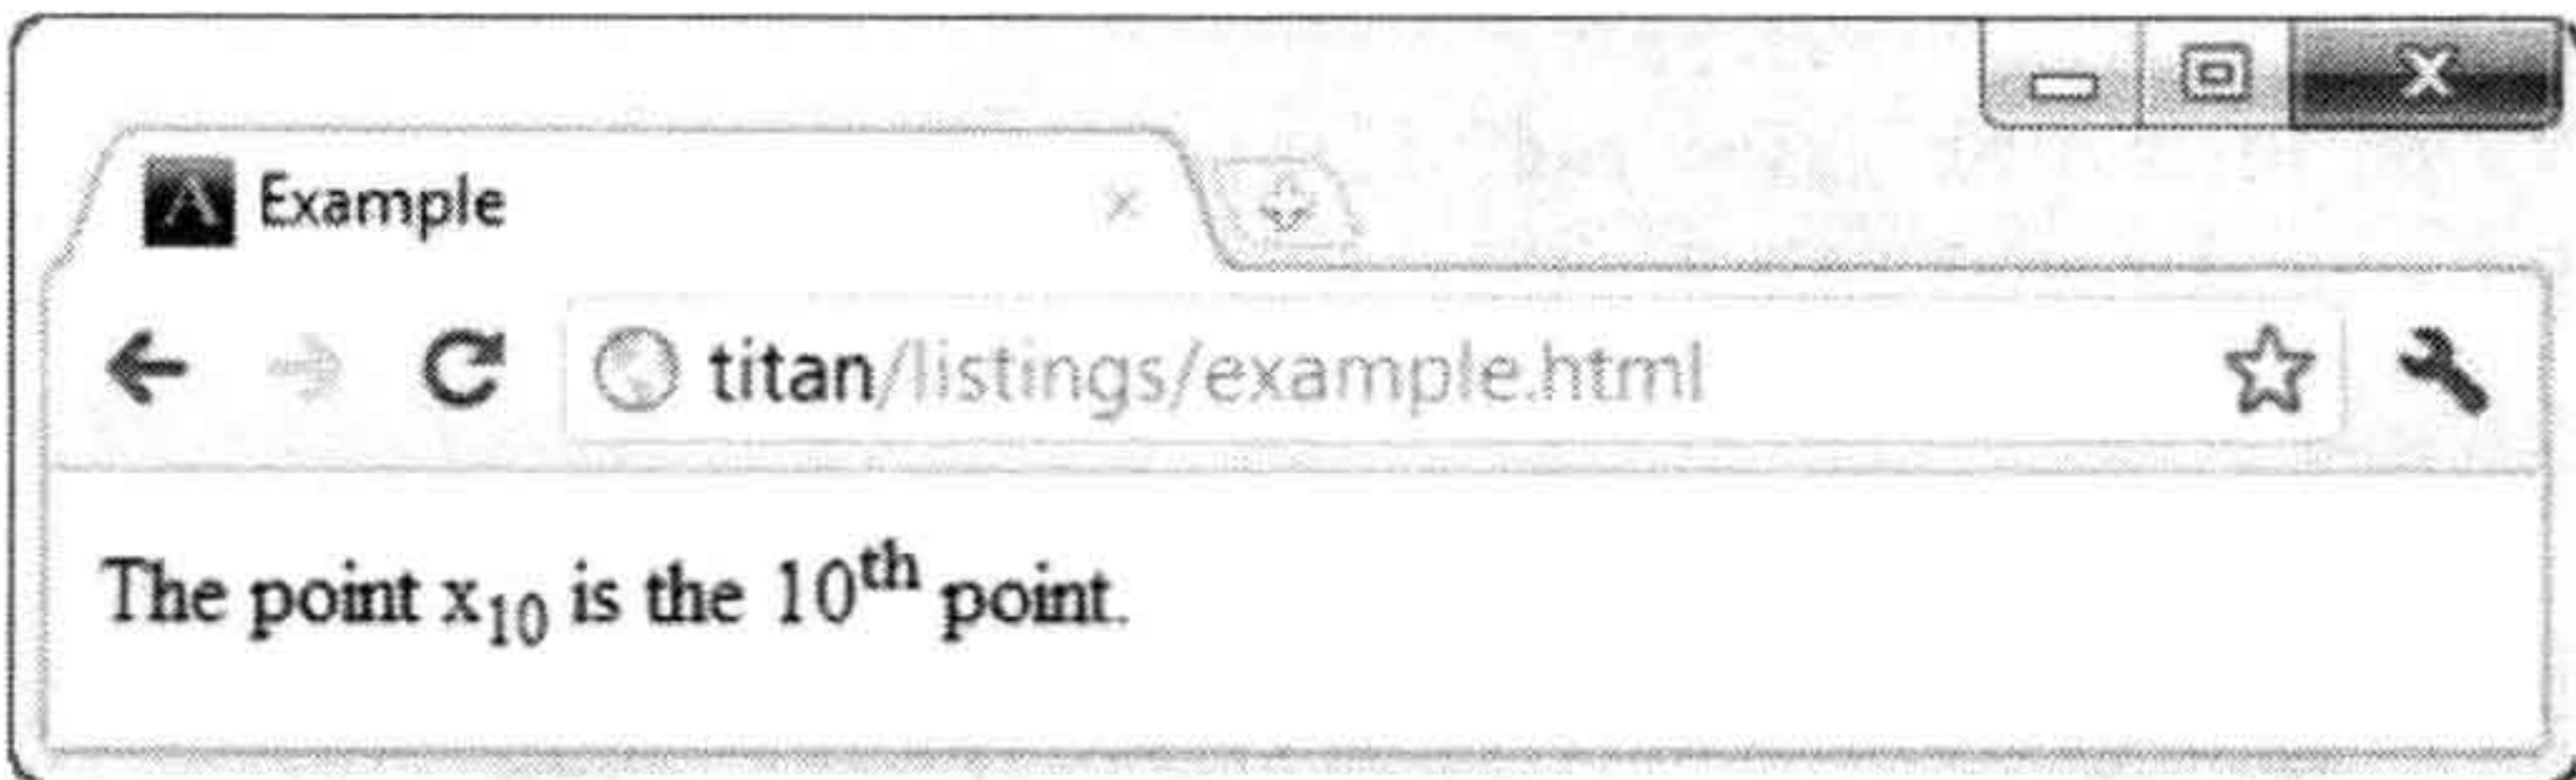 Example
titan/listings/example.html
The point x₁₀ is the 10ᵗʰ point.